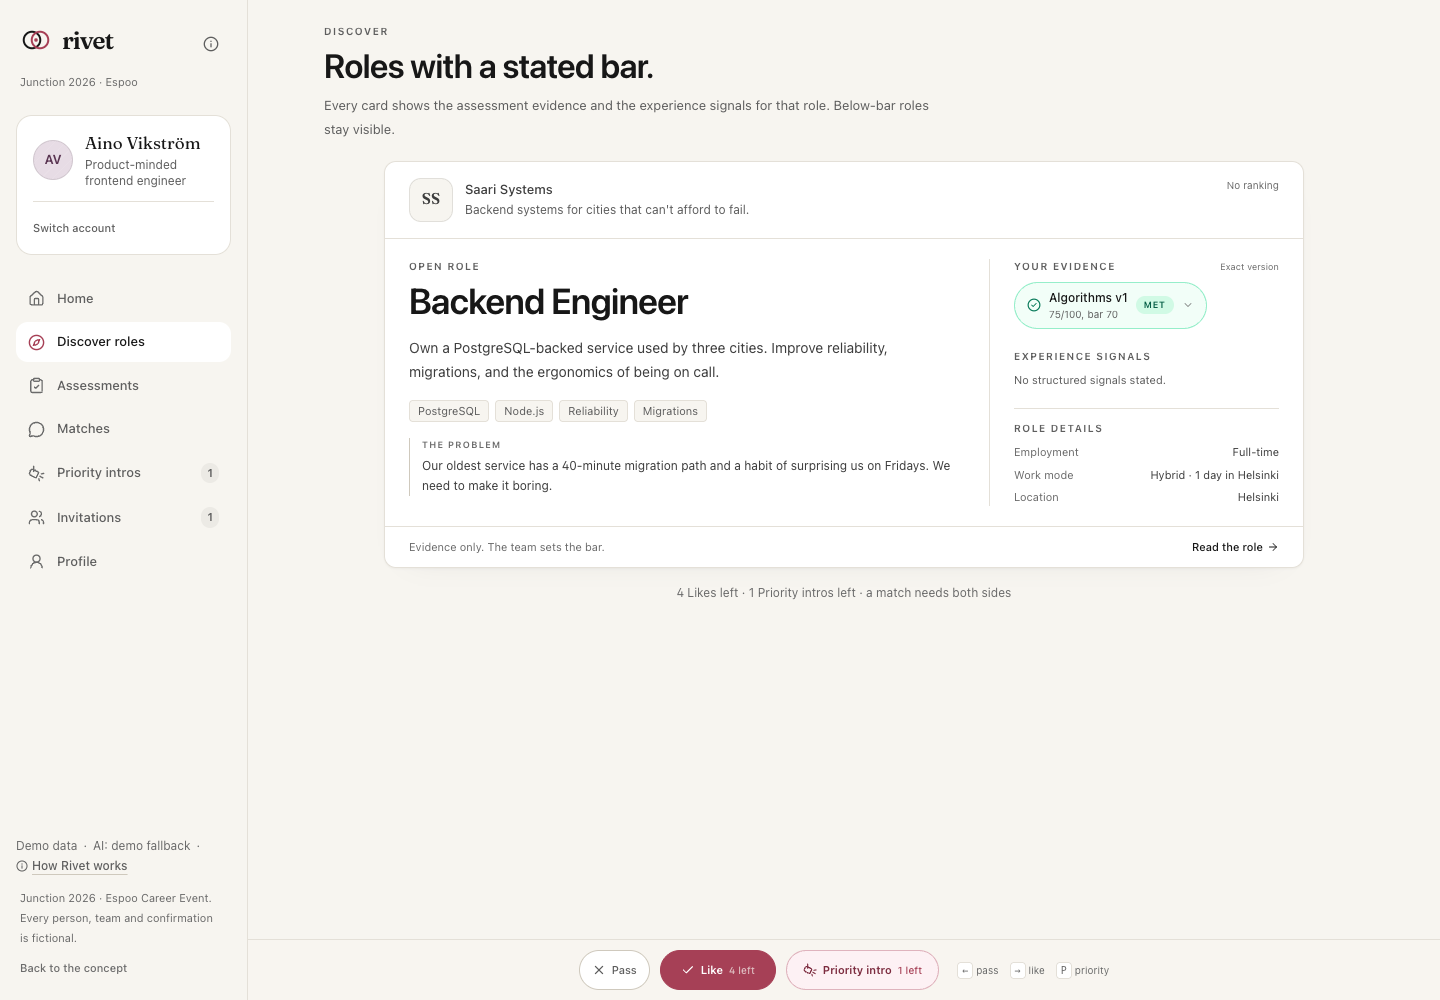 rivet
Junction 2026 · Espoo
AV
Aino Vikström
Product-minded
frontend engineer
Switch account
Home
Discover roles
Assessments
Matches
Priority intros 1
Invitations 1
Profile
Demo data · AI: demo fallback ·
How Rivet works
Junction 2026 · Espoo Career Event.
Every person, team and confirmation
is fictional.
Back to the concept
DISCOVER
Roles with a stated bar.
Every card shows the assessment evidence and the experience signals for that role. Below-bar roles
stay visible.
SS
Saari Systems
Backend systems for cities that can't afford to fail.
No ranking
OPEN ROLE
Backend Engineer
Own a PostgreSQL-backed service used by three cities. Improve reliability,
migrations, and the ergonomics of being on call.
PostgreSQL Node.js Reliability Migrations
THE PROBLEM
Our oldest service has a 40-minute migration path and a habit of surprising us on Fridays. We
need to make it boring.
YOUR EVIDENCE Exact version
Algorithms v1 MET
75/100, bar 70
EXPERIENCE SIGNALS
No structured signals stated.
ROLE DETAILS
Employment Full-time
Work mode Hybrid · 1 day in Helsinki
Location Helsinki
Evidence only. The team sets the bar.
Read the role →
4 Likes left · 1 Priority intros left · a match needs both sides
Pass Like 4 left Priority intro 1 left ← pass → like P priority